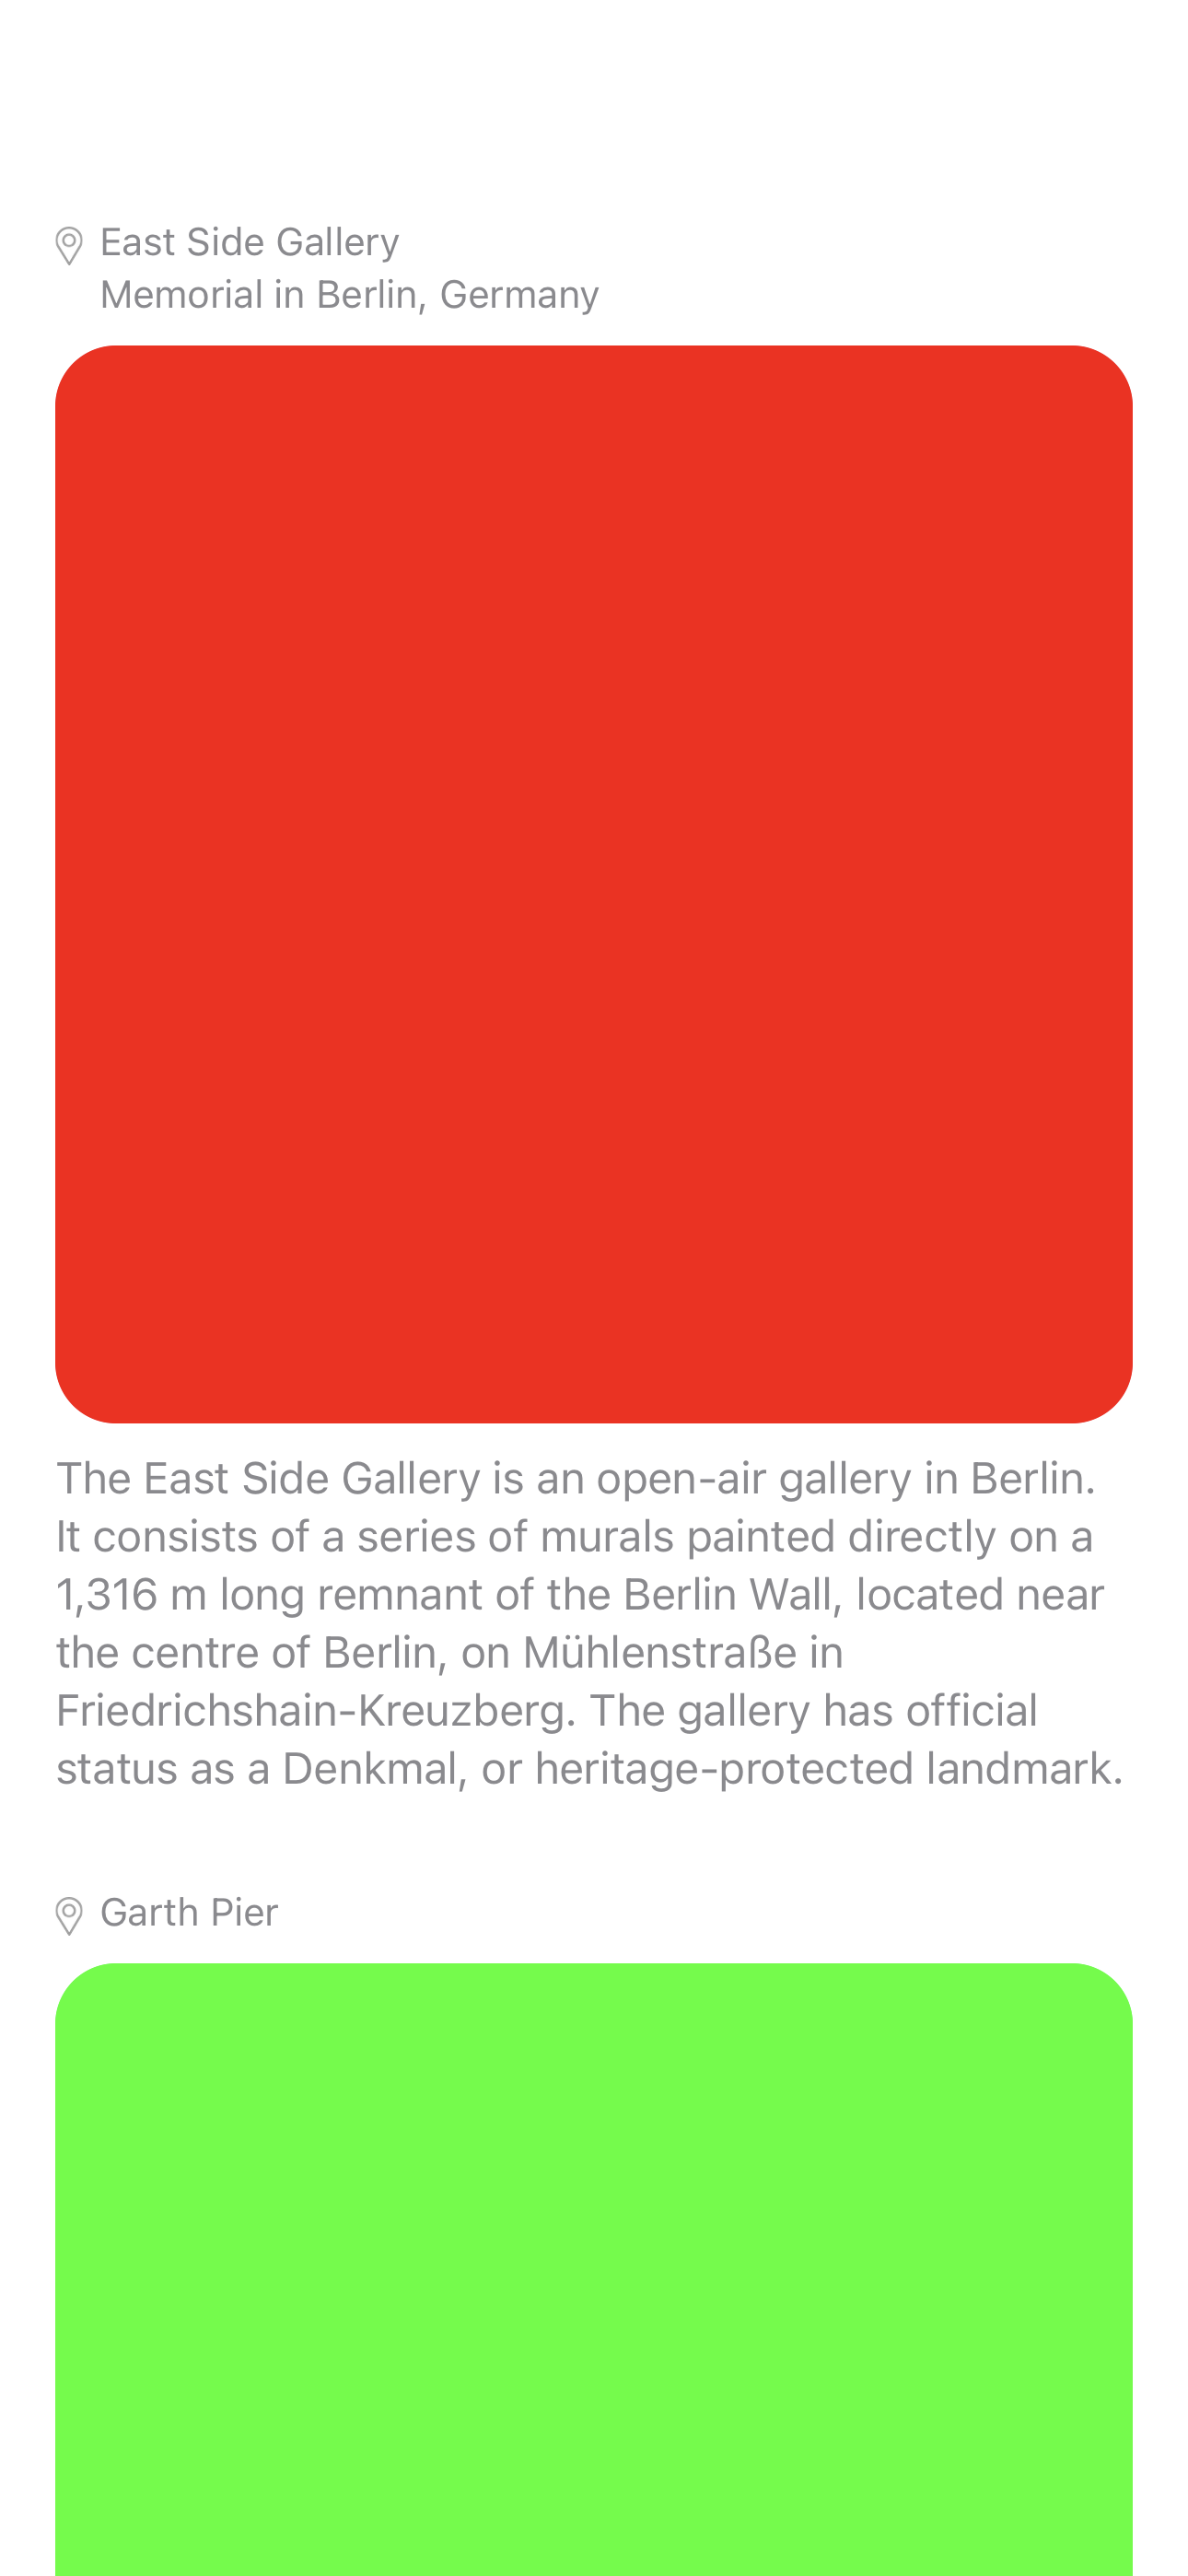 East Side Gallery
Memorial in Berlin, Germany
The East Side Gallery is an open-air gallery in Berlin.
It consists of a series of murals painted directly on a
1,316 m long remnant of the Berlin Wall, located near
the centre of Berlin, on Mühlenstraße in
Friedrichshain-Kreuzberg. The gallery has official
status as a Denkmal, or heritage-protected landmark.
Garth Pier